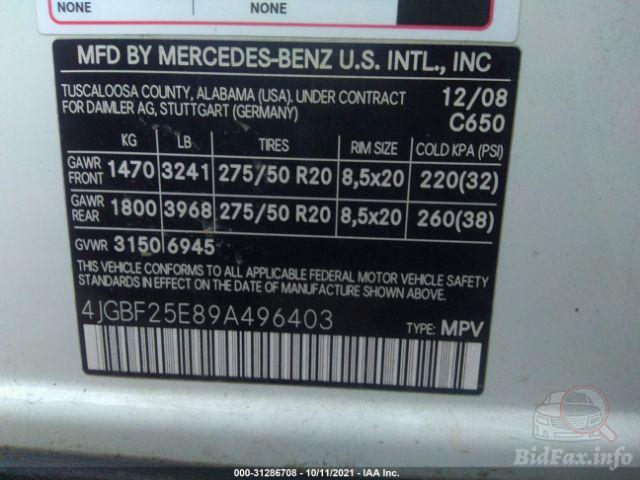 NONE NONE
MFD BY MERCEDES-BENZ U.S. INTL., INC
TUSCALOOSA COUNTY, ALABAMA (USA). UNDER CONTRACT 12/08
FOR DAIMLER AG, STUTTGART (GERMANY) C650
KG LB TIRES RIM SIZE COLD KPA (PSI)
GAWR FRONT 1470 3241 275/50 R20 8,5x20 220(32)
GAWR REAR 1800 3968 275/50 R20 8,5x20 260(38)
GVWR 3150 6945
THIS VEHICLE CONFORMS TO ALL APPLICABLE FEDERAL MOTOR VEHICLE SAFETY
STANDARDS IN EFFECT ON THE DATE OF MANUFACTURE SHOWN ABOVE.
4JGBF25E89A496403 TYPE: MPV
BidFax.info
000-31286708 - 10/11/2021 - IAA Inc.